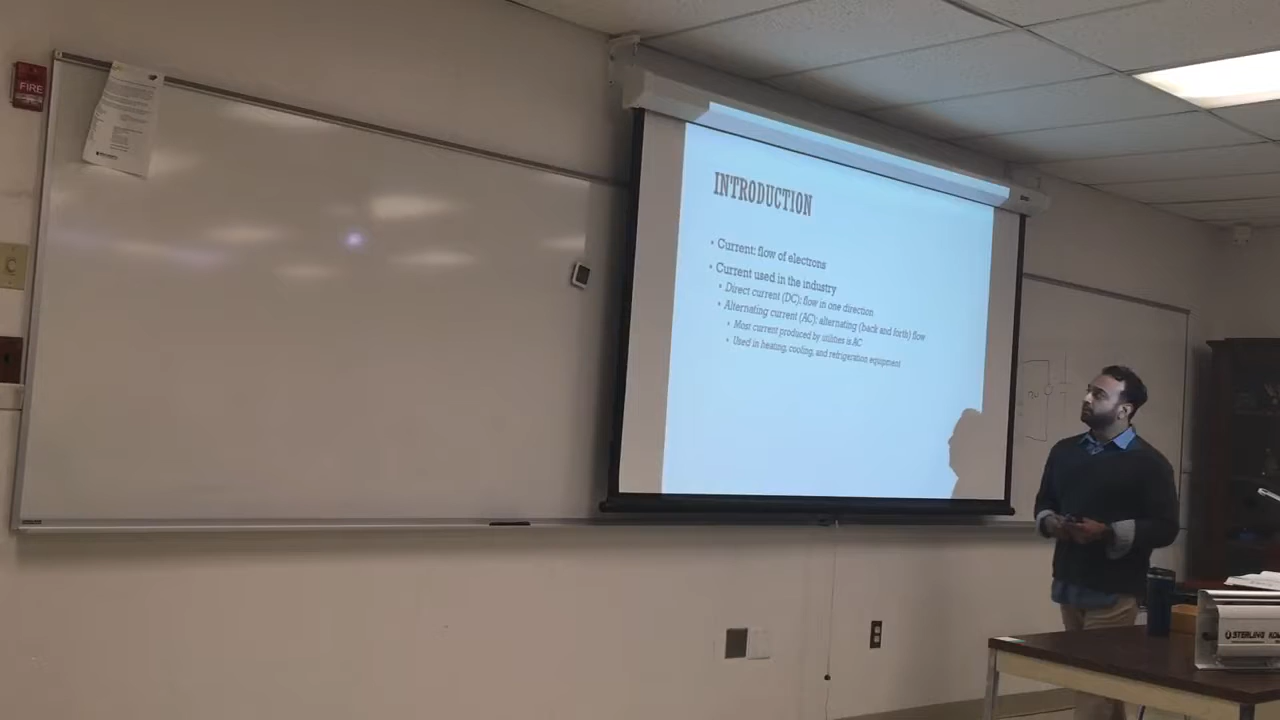 FIRE
INTRODUCTION
• Current: flow of electrons
• Current used in the industry
• Direct current (DC): flow in one direction
• Alternating current (AC): alternating (back and forth) flow
• Most current produced by utilities is AC
• Used in heating, cooling, and refrigeration equipment
STERLING